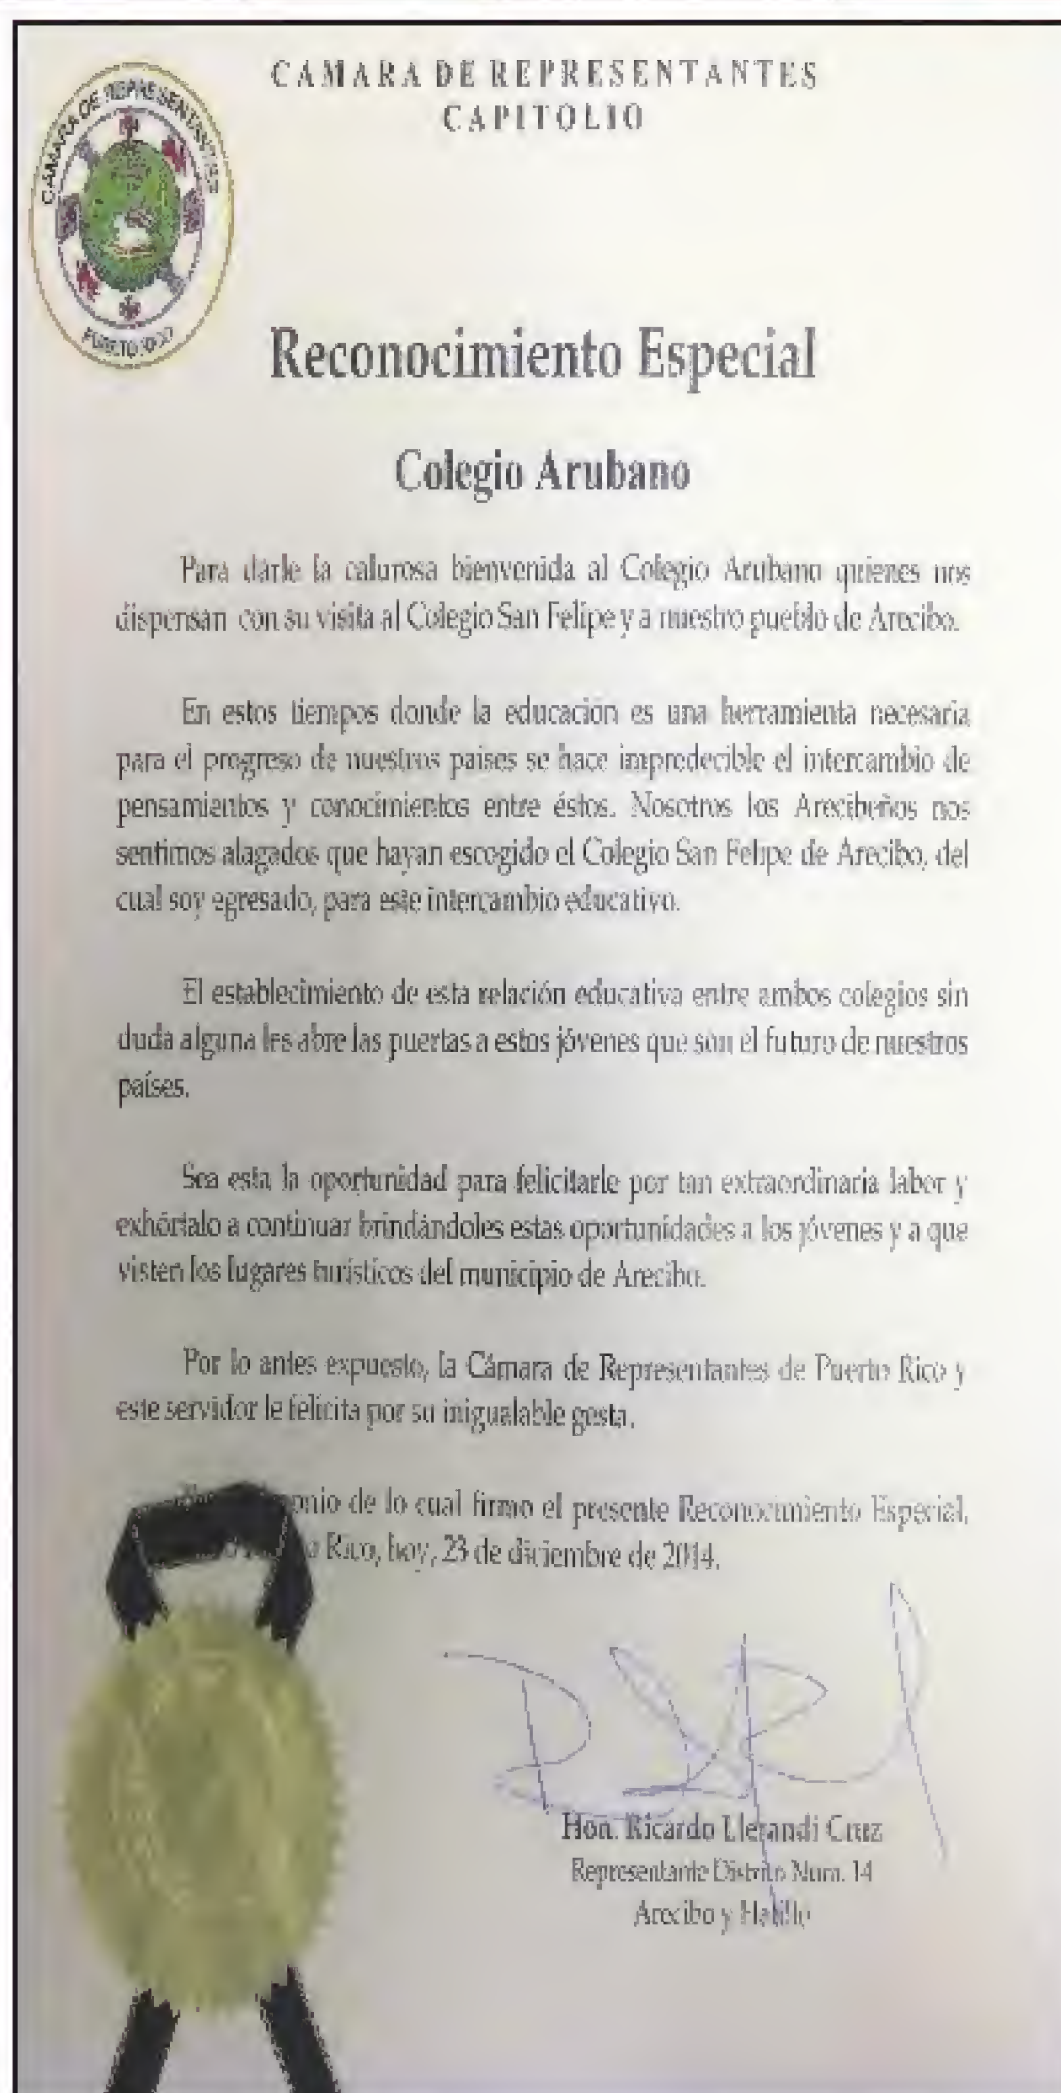 CAMARA DE REPRESENTANTES
CAPITOLIO
CAMARA DE REPRESENTANTES
PUERTO RICO
Reconocimiento Especial
Colegio Arubano
Para darle la calurosa bienvenida al Colegio Arubano quienes nos
dispensan con su visita al Colegio San Felipe y a nuestro pueblo de Arecibo.
En estos tiempos donde la educación es una herramienta necesaria
para el progreso de nuestros países se hace impredecible el intercambio de
pensamientos y conocimientos entre éstos. Nosotros los Arecibeños nos
sentimos alagados que hayan escogido el Colegio San Felipe de Arecibo, del
cual soy egresado, para este intercambio educativo.
El establecimiento de esta relación educativa entre ambos colegios sin
duda alguna les abre las puertas a estos jóvenes que son el futuro de nuestros
países.
Sea esta la oportunidad para felicitarle por tan extraordinaria labor y
exhórtalo a continuar brindándoles estas oportunidades a los jóvenes y a que
visten los lugares turísticos del municipio de Arecibo.
Por lo antes expuesto, la Cámara de Representantes de Puerto Rico y
este servidor le felicita por su inigualable gesta.
de lo cual firmo el presente Reconocimiento Especial,
Rico, hoy, 23 de diciembre de 2014.
Hon. Ricardo Llerandi Cruz
Representante Distrito Num. 14
Arecibo y Hatillo